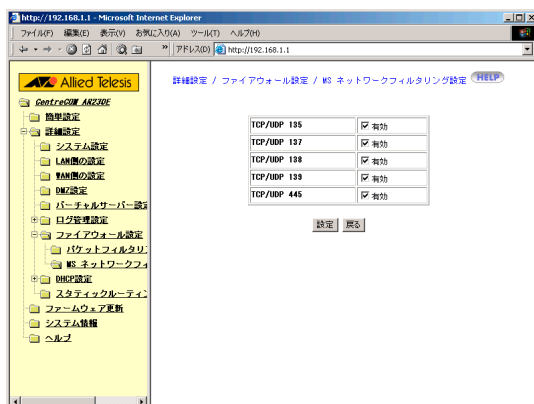 http://192.168.1.1 - Microsoft Internet Explorer
ファイル(F) 編集(E) 表示(V) お気に入り(A) ツール(T) ヘルプ(H)
アドレス(D) http://192.168.1.1
Allied Telesis
CentreCOM AR230E
簡単設定
詳細設定
システム設定
LAN側の設定
WAN側の設定
DMZ設定
バーチャルサーバー設定
ログ管理設定
ファイアウォール設定
パケットフィルタリ
MS ネットワークフィ
DHCP設定
スタティックルーティ
ファームウェア更新
システム情報
ヘルプ
詳細設定 / ファイアウォール設定 / MS ネットワークフィルタリング設定 HELP
TCP/UDP 135 有効
TCP/UDP 137 有効
TCP/UDP 138 有効
TCP/UDP 139 有効
TCP/UDP 445 有効
設定 戻る